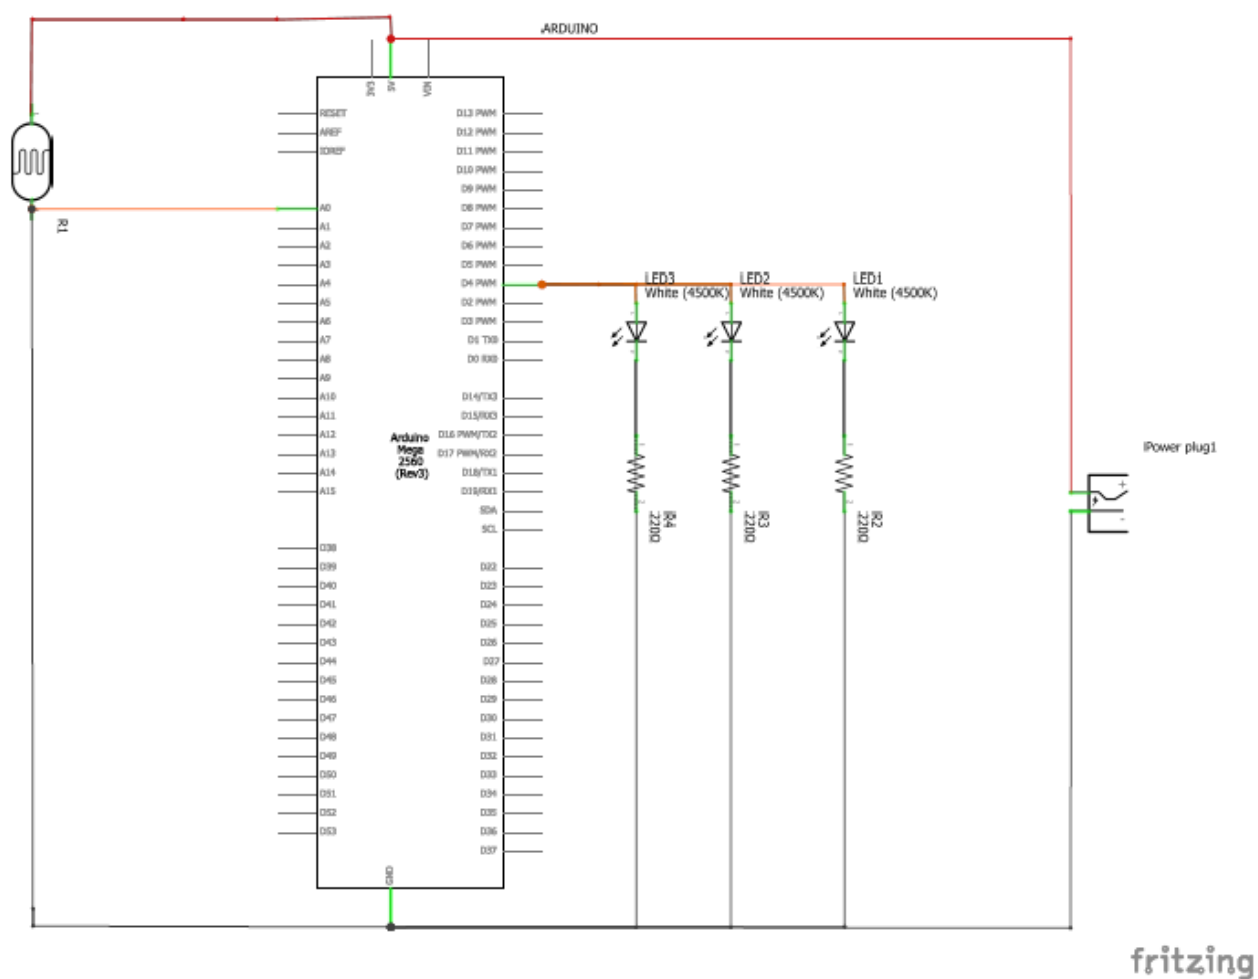 .ARDUINO
3V3
5V
VIN
RESET
AREF
IOREF
A0
A1
A2
A3
A4
A5
A6
A7
A8
A9
A10
A11
A12
A13
A14
A15
D38
D39
D40
D41
D42
D43
D44
D45
D46
D47
D48
D49
D50
D51
D52
D53
D13 PWM
D12 PWM
D11 PWM
D10 PWM
D9 PWM
D8 PWM
D7 PWM
D6 PWM
D5 PWM
D4 PWM
D2 PWM
D3 PWM
D1 TX0
D0 RX0
D14/TX3
D15/RX3
D16 PWM/TX2
D17 PWM/RX2
D18/TX1
D19/RX1
SDA
SCL
D22
D23
D24
D25
D26
D27
D28
D29
D30
D31
D32
D33
D34
D35
D36
D37
Arduino
Mega
2560
(Rev3)
GND
R1
LED3
White (4500K)
LED2
White (4500K)
LED1
White (4500K)
R4
220Ω
R3
220Ω
R2
220Ω
Power plug1
+
-
fritzing